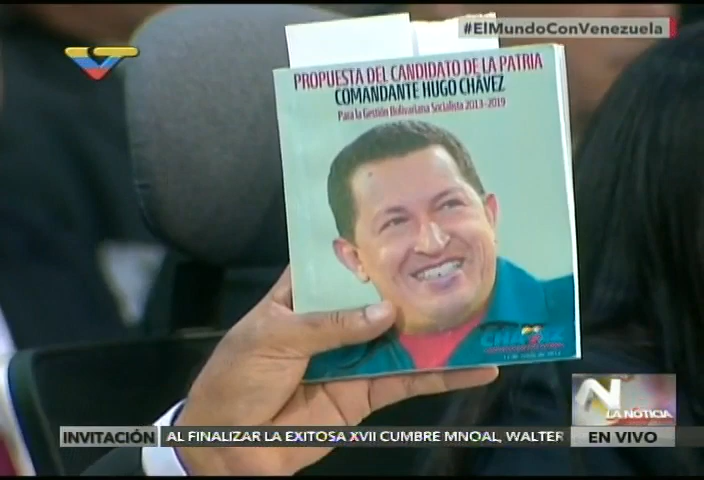 #ElMundoConVenezuela
PROPUESTA DEL CANDIDATO DE LA PATRIA
COMANDANTE HUGO CHÁVEZ
Para la Gestión Bolivariana Socialista 2013-2019
CHÁVEZ
LA NOTICIA
INVITACIÓN AL FINALIZAR LA EXITOSA XVII CUMBRE MNOAL, WALTER EN VIVO